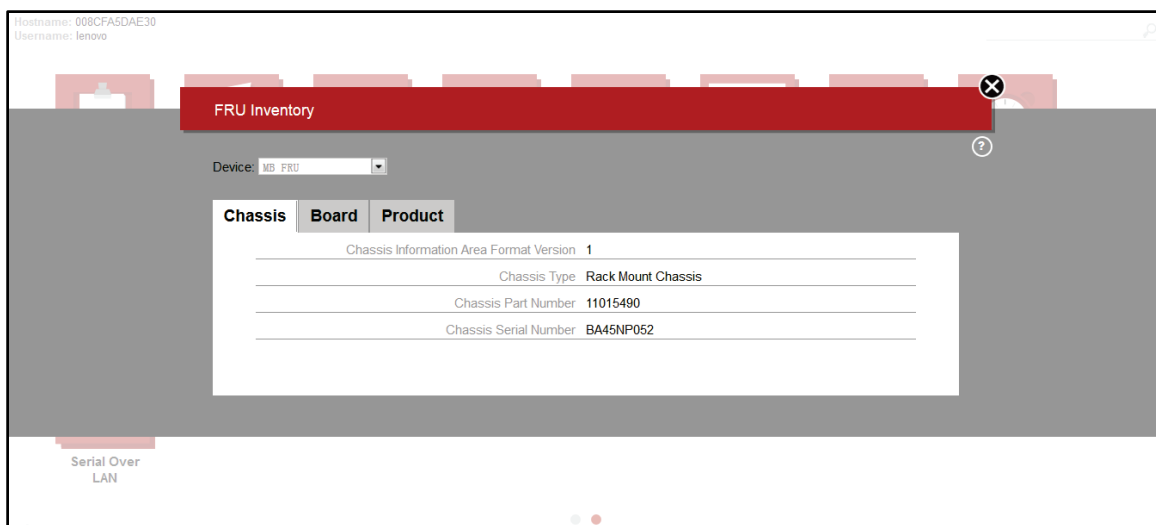 Hostname: 008CFA5DAE30
Username: lenovo
FRU Inventory
Device: MB FRU
Chassis Board Product
Chassis Information Area Format Version 1
Chassis Type Rack Mount Chassis
Chassis Part Number 11015490
Chassis Serial Number BA45NP052
Serial Over
LAN